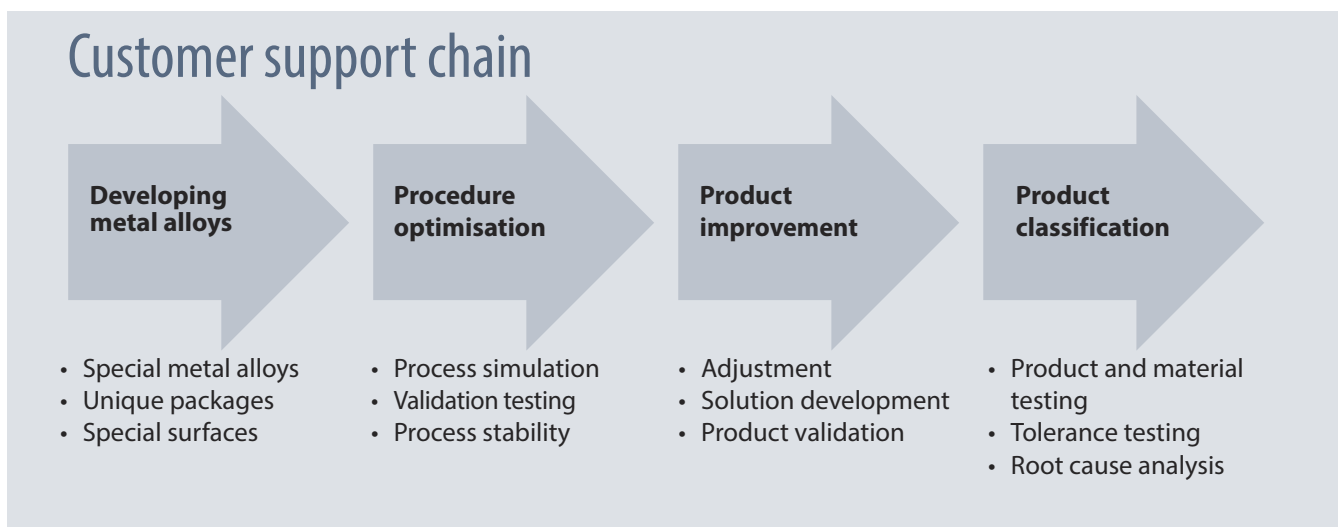 Customer support chain
Developing
metal alloys
• Special metal alloys
• Unique packages
• Special surfaces
Procedure
optimisation
• Process simulation
• Validation testing
• Process stability
Product
improvement
• Adjustment
• Solution development
• Product validation
Product
classification
• Product and material
testing
• Tolerance testing
• Root cause analysis